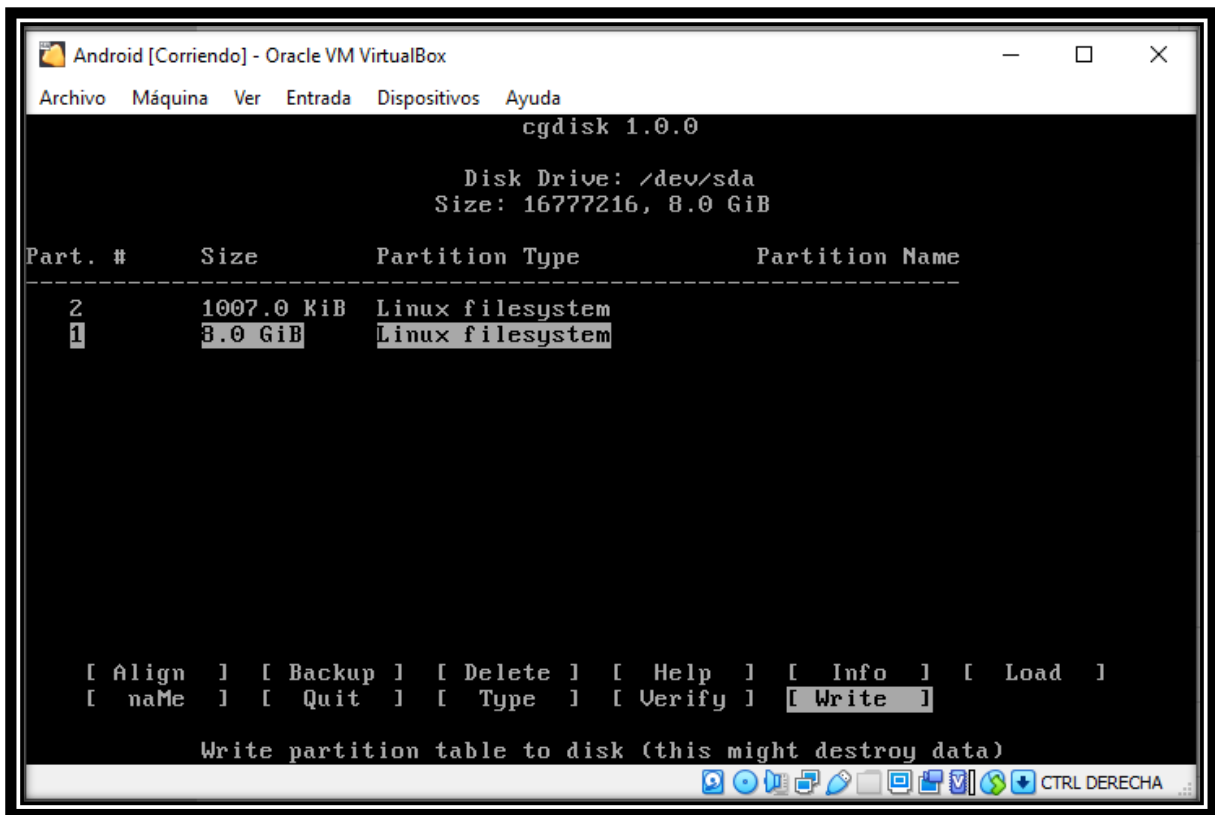 Android [Corriendo] - Oracle VM VirtualBox
Archivo Máquina Ver Entrada Dispositivos Ayuda
cgdisk 1.0.0
Disk Drive: /dev/sda
Size: 16777216, 8.0 GiB
Part. # Size Partition Type Partition Name
----------------------------------------------------------------
2 1007.0 KiB Linux filesystem
1 8.0 GiB Linux filesystem
[ Align ] [ Backup ] [ Delete ] [ Help ] [ Info ] [ Load ]
[ naMe ] [ Quit ] [ Type ] [ Verify ] [ Write ]
Write partition table to disk (this might destroy data)
CTRL DERECHA